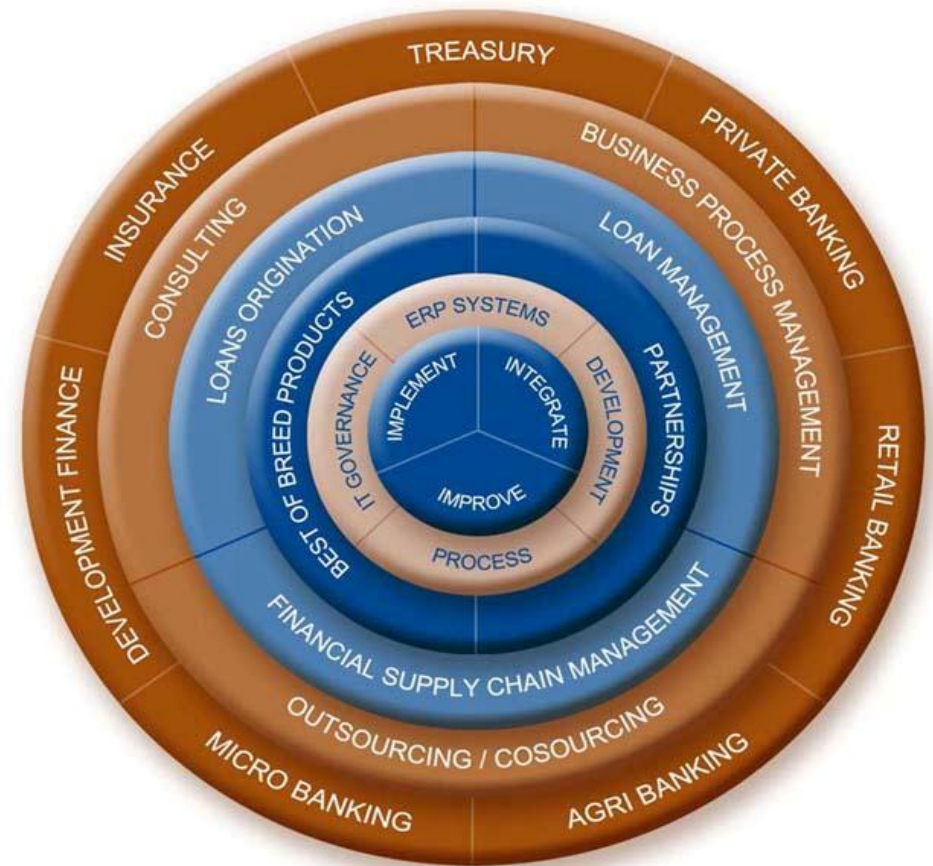 TREASURY
PRIVATE BANKING
RETAIL BANKING
AGRI BANKING
MICRO BANKING
DEVELOPMENT FINANCE
INSURANCE
CONSULTING
BUSINESS PROCESS MANAGEMENT
OUTSOURCING / COSOURCING
LOANS ORIGINATION
LOAN MANAGEMENT
FINANCIAL SUPPLY CHAIN MANAGEMENT
BEST OF BREED PRODUCTS
PARTNERSHIPS
ERP SYSTEMS
DEVELOPMENT
PROCESS
IT GOVERNANCE
IMPLEMENT
INTEGRATE
IMPROVE